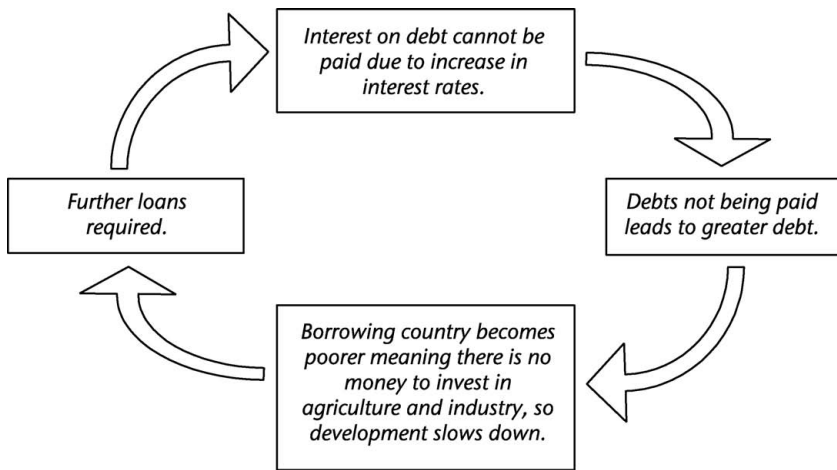 Interest on debt cannot be
paid due to increase in
interest rates.
Debts not being paid
leads to greater debt.
Borrowing country becomes
poorer meaning there is no
money to invest in
agriculture and industry, so
development slows down.
Further loans
required.